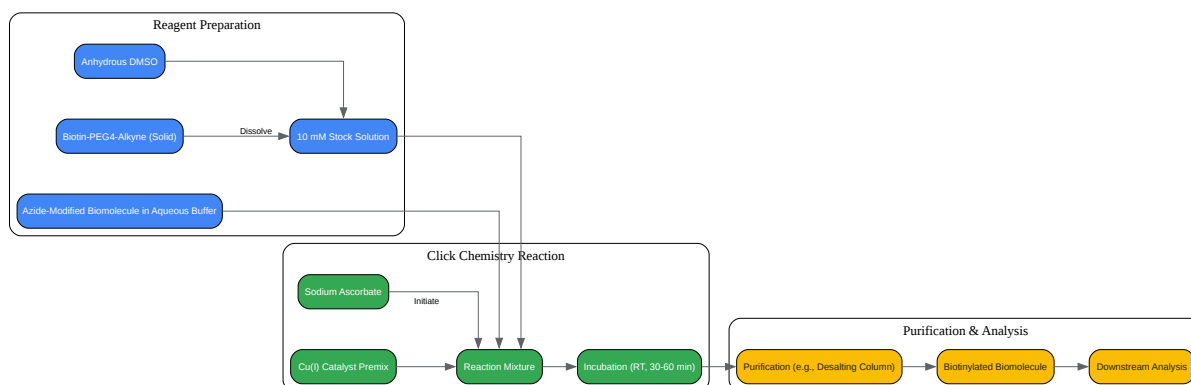 Reagent Preparation
Anhydrous DMSO
Biotin-PEG4-Alkyne (Solid)
Dissolve
10 mM Stock Solution
Azide-Modified Biomolecule in Aqueous Buffer
Click Chemistry Reaction
Sodium Ascorbate
Initiate
Cu(I) Catalyst Premix
Reaction Mixture
Incubation (RT, 30-60 min)
Purification & Analysis
Purification (e.g., Desalting Column)
Biotinylated Biomolecule
Downstream Analysis